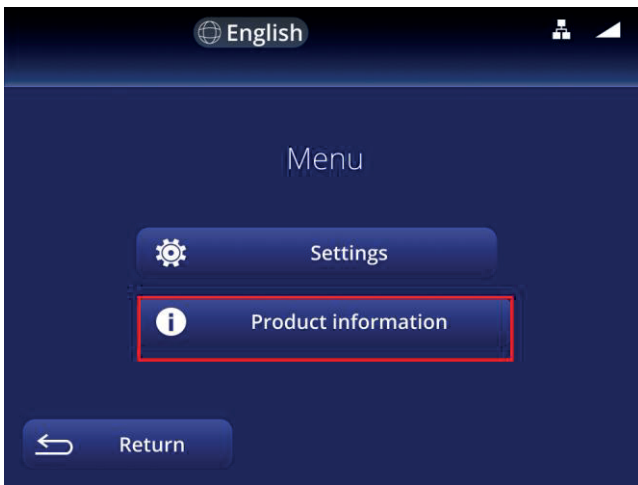 English
Menu
Settings
Product information
Return